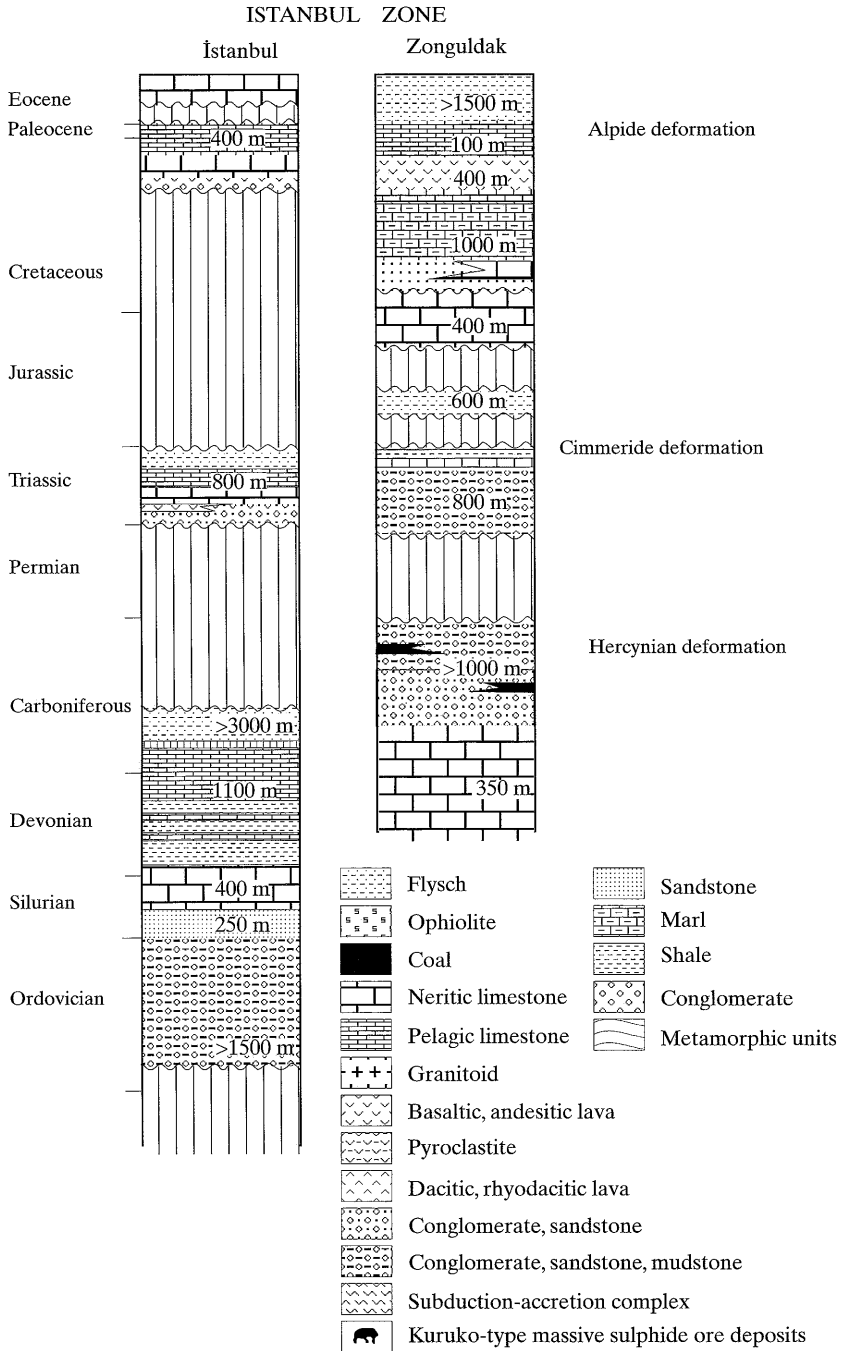 ISTANBUL ZONE
İstanbul
Zonguldak
Eocene
Paleocene
Cretaceous
Jurassic
Triassic
Permian
Carboniferous
Devonian
Silurian
Ordovician
400 m
800 m
>3000 m
1100 m
400 m
250 m
>1500 m
>1500 m
100 m
400 m
1000 m
400 m
600 m
800 m
>1000 m
350 m
Alpide deformation
Cimmeride deformation
Hercynian deformation
Flysch
Ophiolite
Coal
Neritic limestone
Pelagic limestone
Granitoid
Basaltic, andesitic lava
Pyroclastite
Dacitic, rhyodacitic lava
Conglomerate, sandstone
Conglomerate, sandstone, mudstone
Subduction-accretion complex
Kuruko-type massive sulphide ore deposits
Sandstone
Marl
Shale
Conglomerate
Metamorphic units